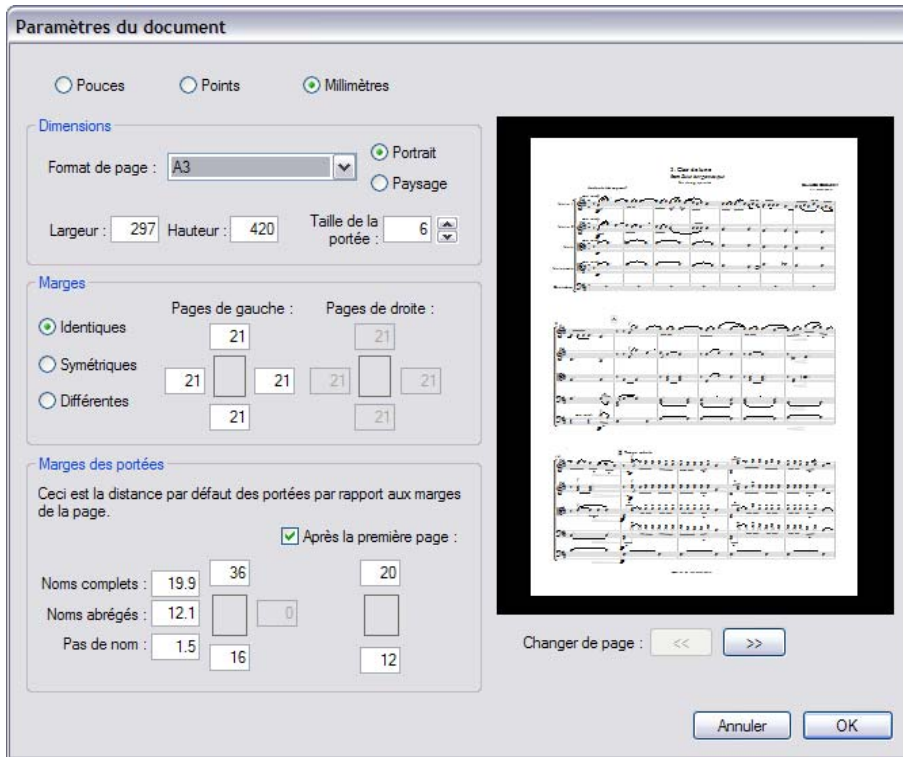 Paramètres du document
Pouces Points Millimètres
Dimensions
Format de page : A3
Portrait
Paysage
Largeur : 297 Hauteur : 420 Taille de la portée : 6
Marges
Pages de gauche : Pages de droite :
Identiques 21 21
Symétriques
21 21 21 21
Différentes
21 21
Marges des portées
Ceci est la distance par défaut des portées par rapport aux marges
de la page.
Après la première page :
36 20
Noms complets : 19.9
Noms abrégés : 12.1 0
Pas de nom : 1.5
16 12
Changer de page : << >>
Annuler OK